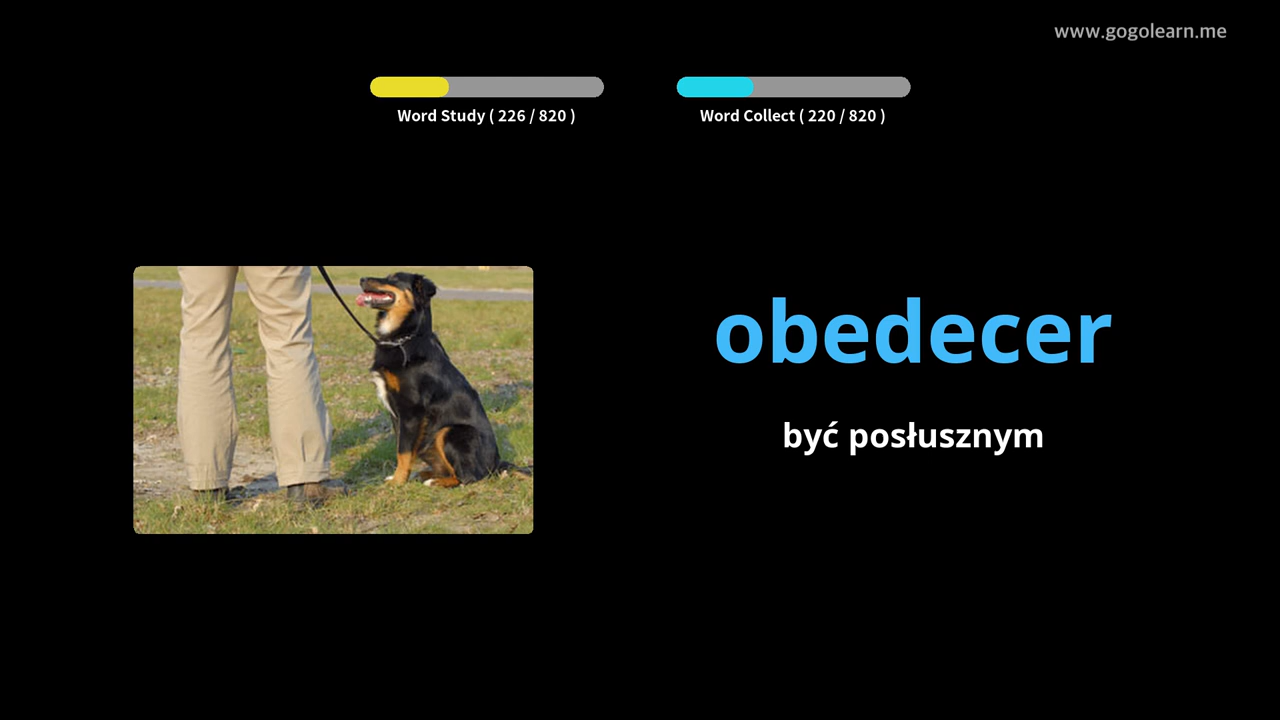 www.gogolearn.me
Word Study ( 226 / 820 )
Word Collect ( 220 / 820 )
obedecer
być posłusznym